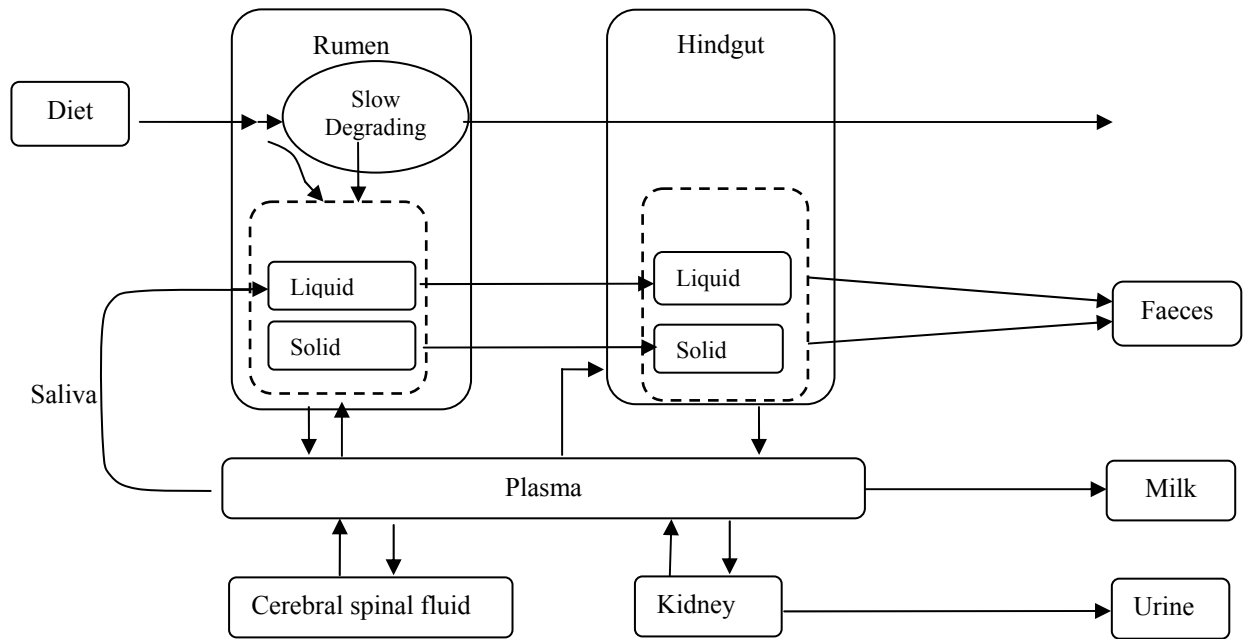 Rumen
Hindgut
Diet
Slow
Degrading
Liquid
Liquid
Faeces
Solid
Solid
Saliva
Plasma
Milk
Cerebral spinal fluid
Kidney
Urine